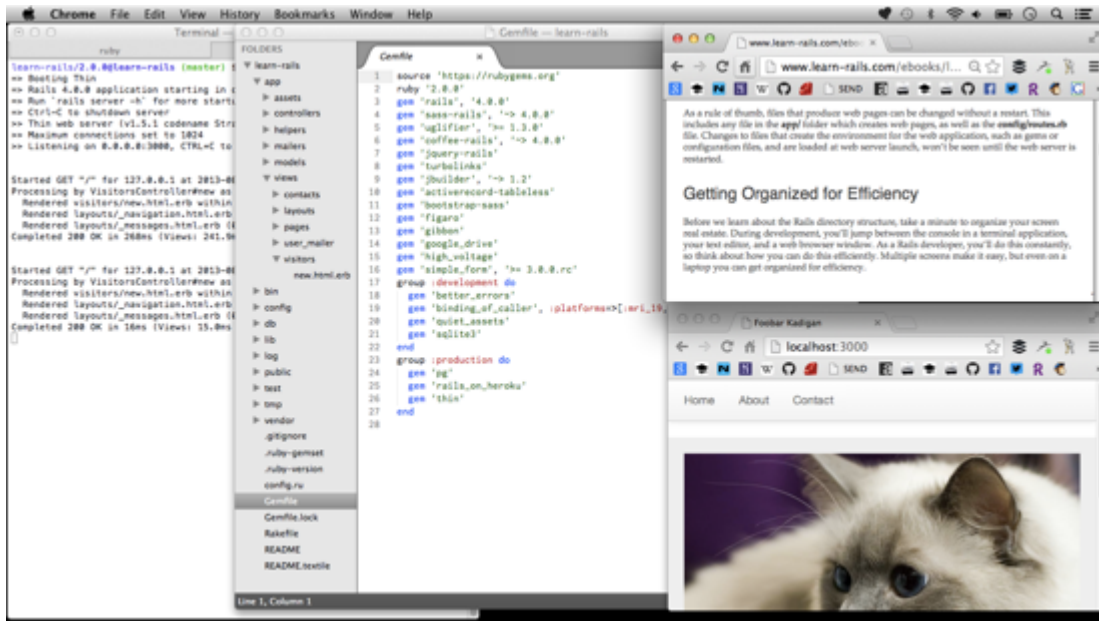 Chrome File Edit View History Bookmarks Window Help
Terminal —
ruby
learn-rails/2.0.0@learn-rails (master) $
=> Booting Thin
=> Rails 4.0.0 application starting in
=> Run `rails server -h` for more startu
=> Ctrl-C to shutdown server
>> Thin web server (v1.5.1 codename Stra
>> Maximum connections set to 1024
>> Listening on 0.0.0.0:3000, CTRL+C to
Started GET "/" for 127.0.0.1 at 2013-0
Processing by VisitorsController#new as
Rendered visitors/new.html.erb within
Rendered layouts/_navigation.html.erb
Rendered layouts/_messages.html.erb
Completed 200 OK in 268ms (Views: 241.9m
Started GET "/" for 127.0.0.1 at 2013-0
Processing by VisitorsController#new as
Rendered visitors/new.html.erb within
Rendered layouts/_navigation.html.erb
Rendered layouts/_messages.html.erb
Completed 200 OK in 16ms (Views: 15.0ms
Gemfile — learn-rails
FOLDERS
learn-rails
app
assets
controllers
helpers
mailers
models
views
contacts
layouts
pages
user_mailer
visitors
new.html.erb
bin
config
db
lib
log
public
test
tmp
vendor
.gitignore
.ruby-gemset
.ruby-version
config.ru
Gemfile
Gemfile.lock
Rakefile
README
README.textile
Line 1, Column 1
Gemfile
1 source 'https://rubygems.org'
2 ruby '2.0.0'
3 gem 'rails', '4.0.0'
4 gem 'sass-rails', '~> 4.0.0'
5 gem 'uglifier', '>= 1.3.0'
6 gem 'coffee-rails', '~> 4.0.0'
7 gem 'jquery-rails'
8 gem 'turbolinks'
9 gem 'jbuilder', '~> 1.2'
10 gem 'activerecord-tableless'
11 gem 'bootstrap-sass'
12 gem 'figaro'
13 gem 'gibbon'
14 gem 'google_drive'
15 gem 'high_voltage'
16 gem 'simple_form', '>= 3.0.0.rc'
17 group :development do
18 gem 'better_errors'
19 gem 'binding_of_caller', :platforms=>[:mri_19,
20 gem 'quiet_assets'
21 gem 'sqlite3'
22 end
23 group :production do
24 gem 'pg'
25 gem 'rails_on_heroku'
26 gem 'thin'
27 end
28
www.learn-rails.com/eboo
www.learn-rails.com/ebooks/l...
SEND
As a rule of thumb, files that produce web pages can be changed without a restart. This
includes any file in the app/ folder which creates web pages, as well as the config/routes.rb
file. Changes to files that create the environment for the web application, such as gems or
configuration files, and are loaded at web server launch, won't be seen until the web server is
restarted.
Getting Organized for Efficiency
Before we learn about the Rails directory structure, take a minute to organize your screen
real estate. During development, you'll jump between the console in a terminal application,
your text editor, and a web browser window. As a Rails developer, you'll do this constantly,
so think about how you can do this efficiently. Multiple screens make it easy, but even on a
laptop you can get organized for efficiency.
Foobar Kadigan
localhost:3000
SEND
Home About Contact